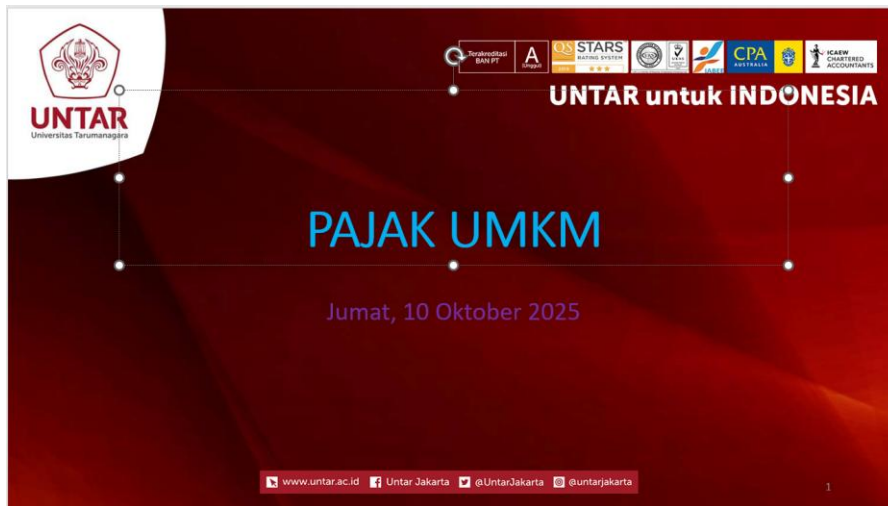 Terakreditasi
BAN PT
A
(Unggul)
QS STARS
RATING SYSTEM
IABEE
CPA
AUSTRALIA
ICAEW
CHARTERED
ACCOUNTANTS
UNTAR untuk INDONESIA
UNTAR
Universitas Tarumanagara
PAJAK UMKM
Jumat, 10 Oktober 2025
www.untar.ac.id Untar Jakarta @UntarJakarta @untarjakarta
1